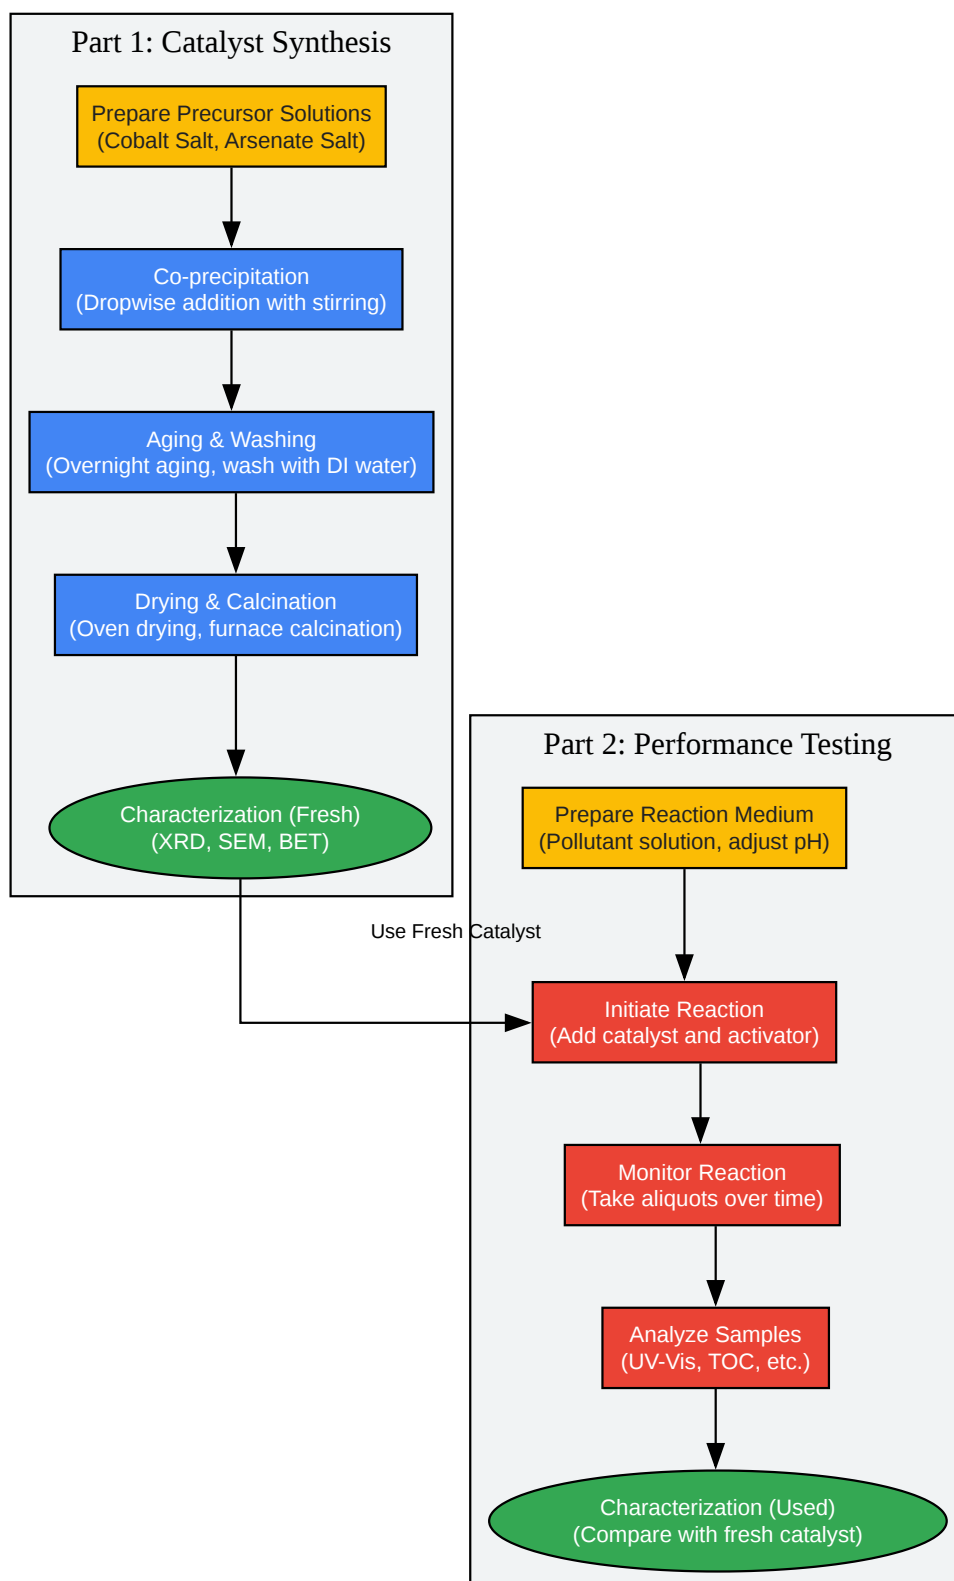 Part 1: Catalyst Synthesis
Prepare Precursor Solutions
(Cobalt Salt, Arsenate Salt)
Co-precipitation
(Dropwise addition with stirring)
Aging & Washing
(Overnight aging, wash with DI water)
Drying & Calcination
(Oven drying, furnace calcination)
Characterization (Fresh)
(XRD, SEM, BET)
Use Fresh Catalyst
Part 2: Performance Testing
Prepare Reaction Medium
(Pollutant solution, adjust pH)
Initiate Reaction
(Add catalyst and activator)
Monitor Reaction
(Take aliquots over time)
Analyze Samples
(UV-Vis, TOC, etc.)
Characterization (Used)
(Compare with fresh catalyst)